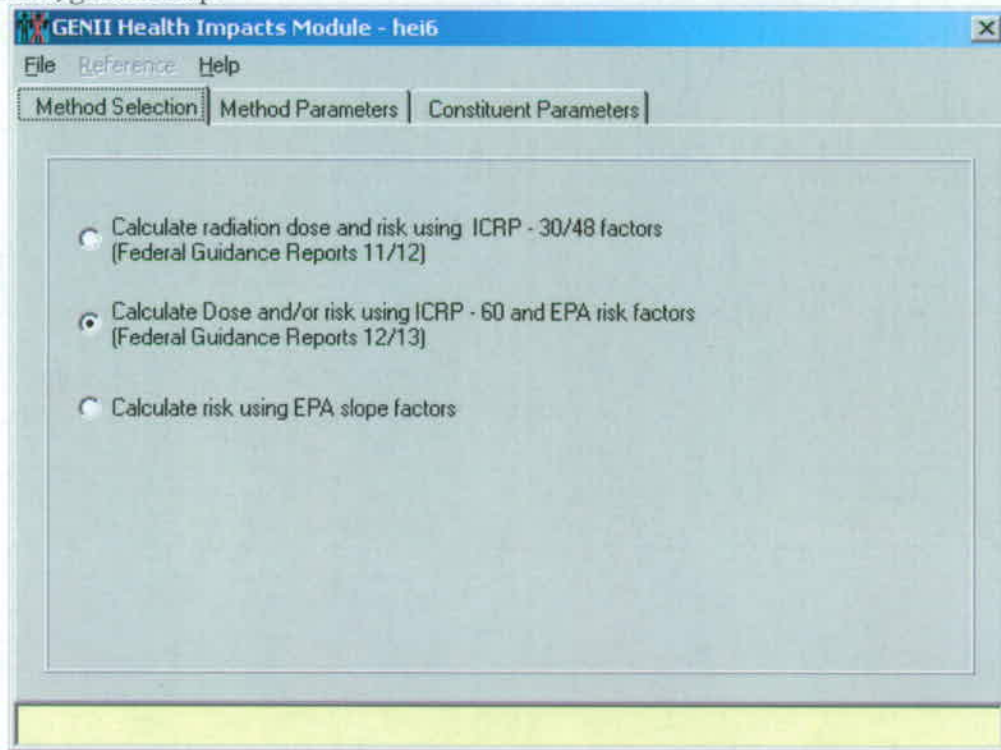 GENII Health Impacts Module - hei6
File Reference Help
Method Selection Method Parameters Constituent Parameters
Calculate radiation dose and risk using ICRP - 30/48 factors
(Federal Guidance Reports 11/12)
Calculate Dose and/or risk using ICRP - 60 and EPA risk factors
(Federal Guidance Reports 12/13)
Calculate risk using EPA slope factors